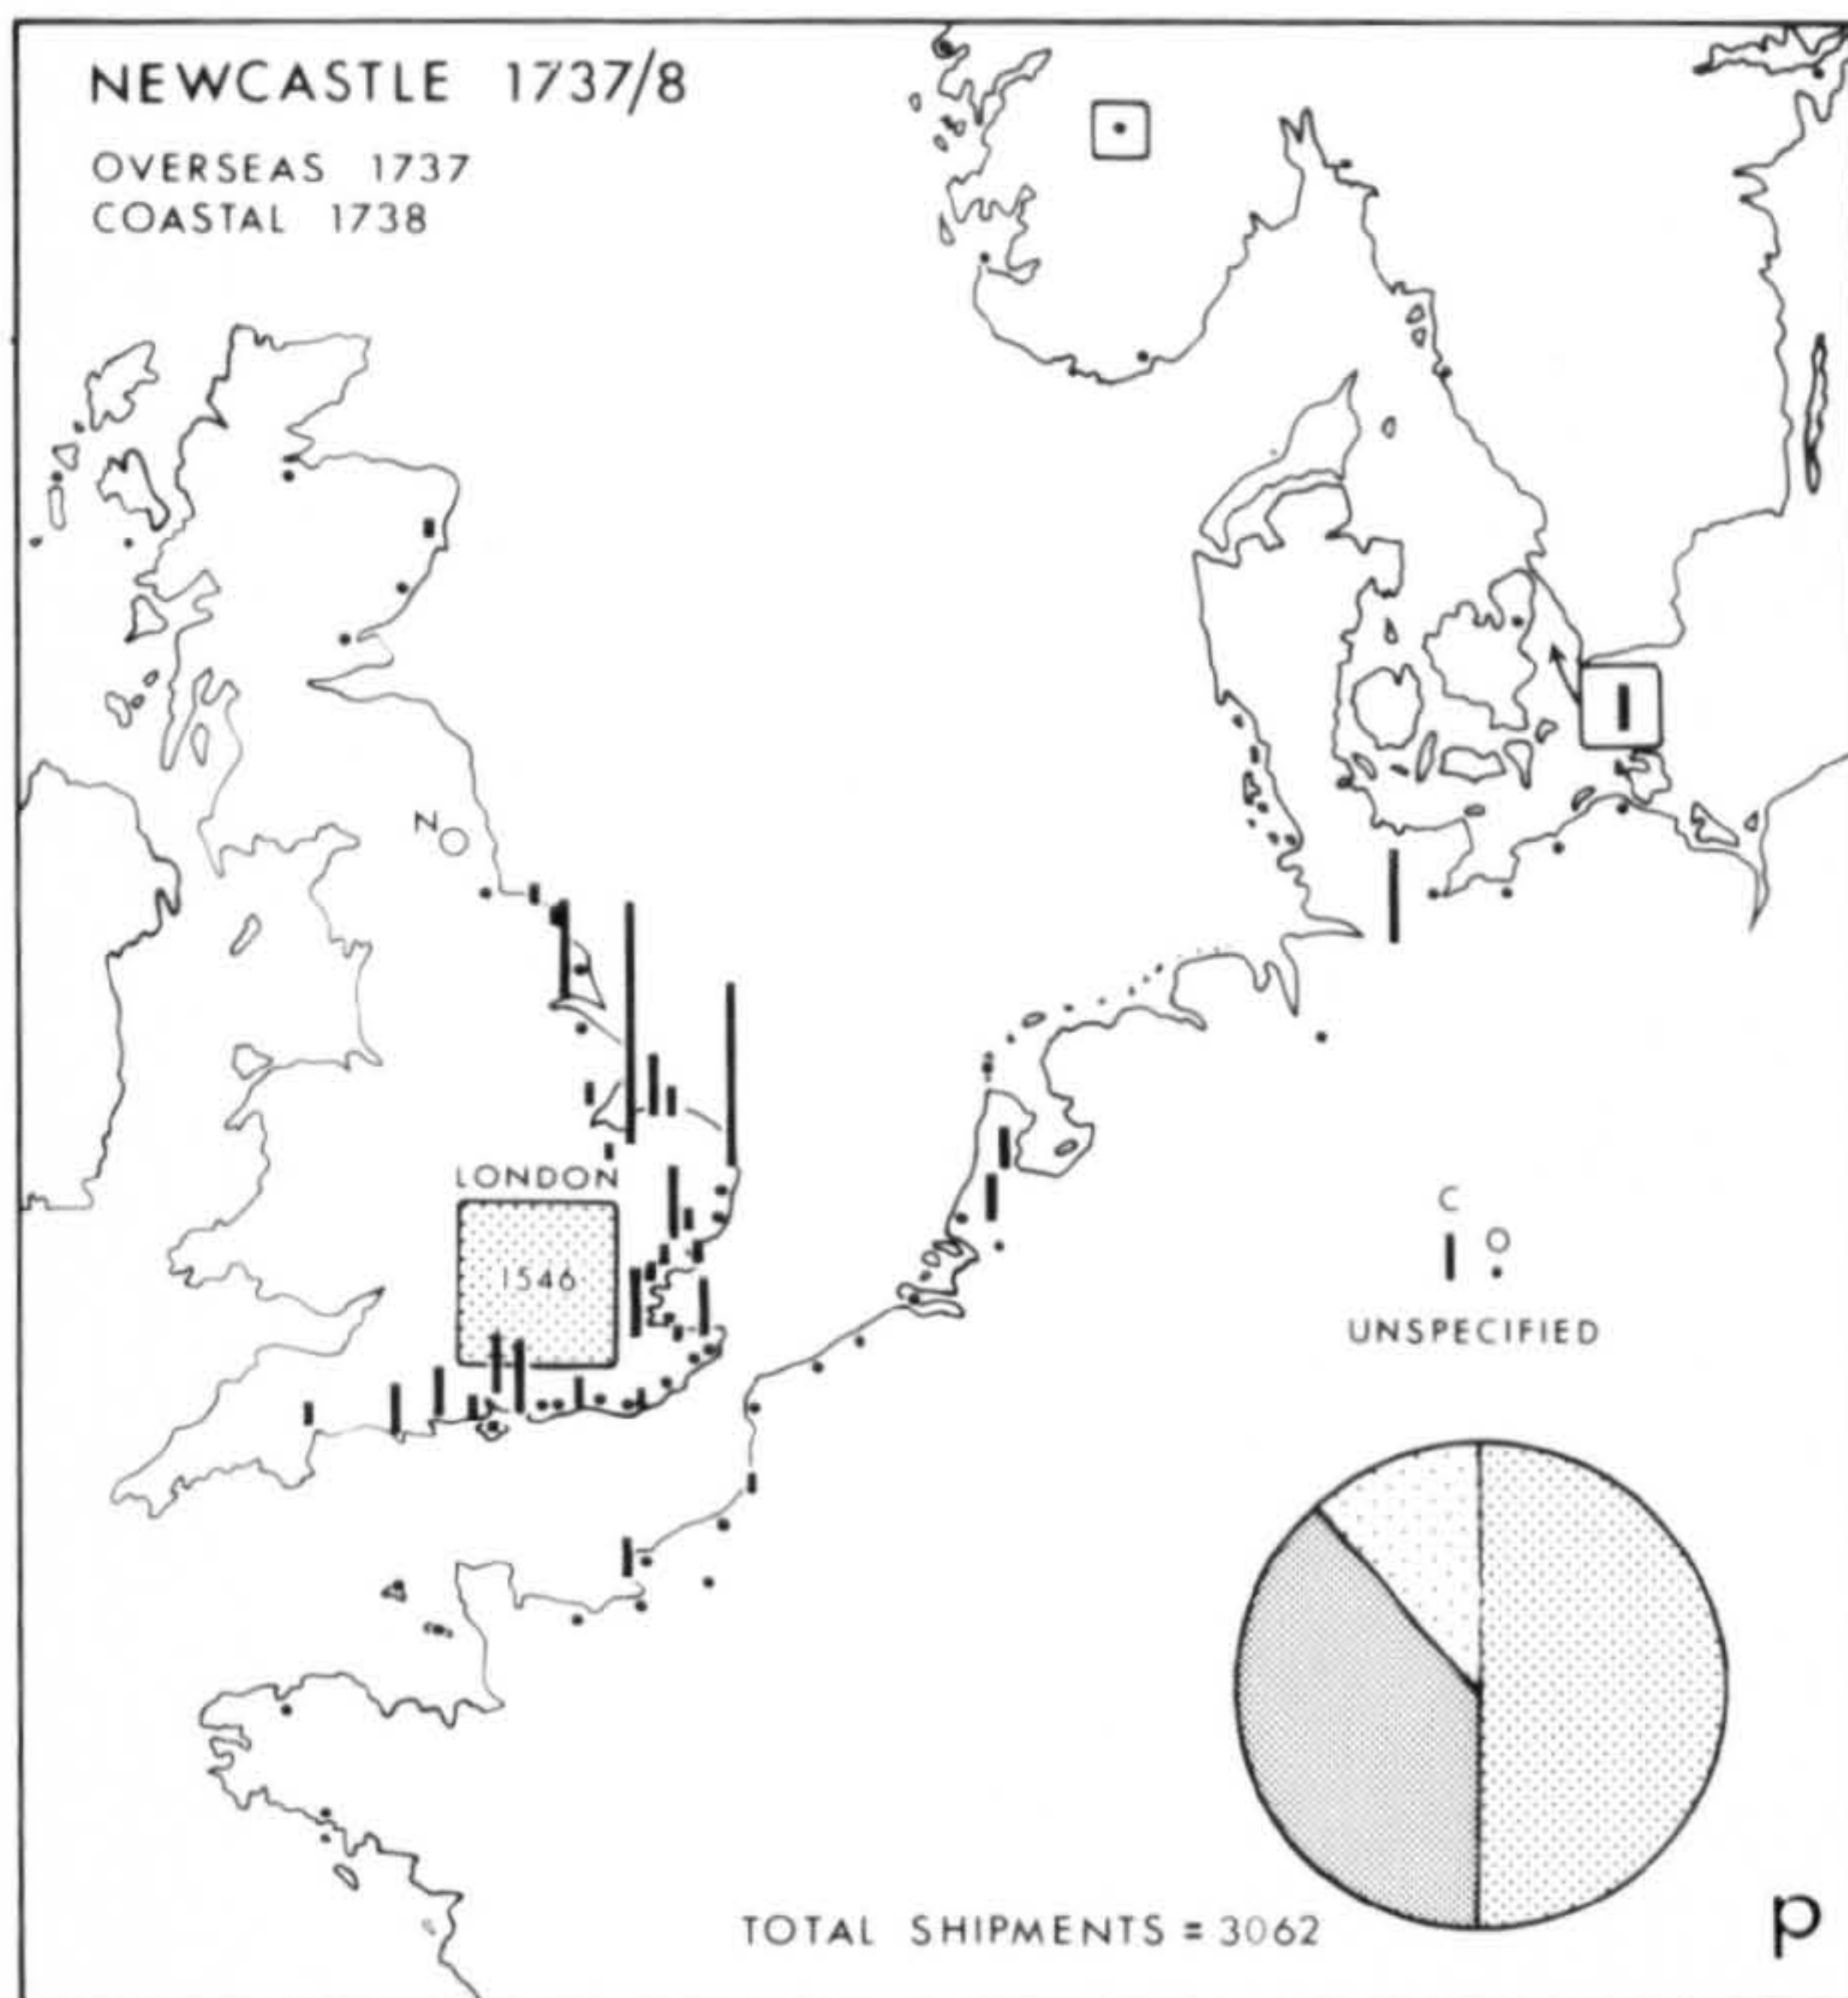 NEWCASTLE 1737/8
OVERSEAS 1737
COASTAL 1738
N
LONDON
1546
C
O
UNSPECIFIED
TOTAL SHIPMENTS = 3062
p